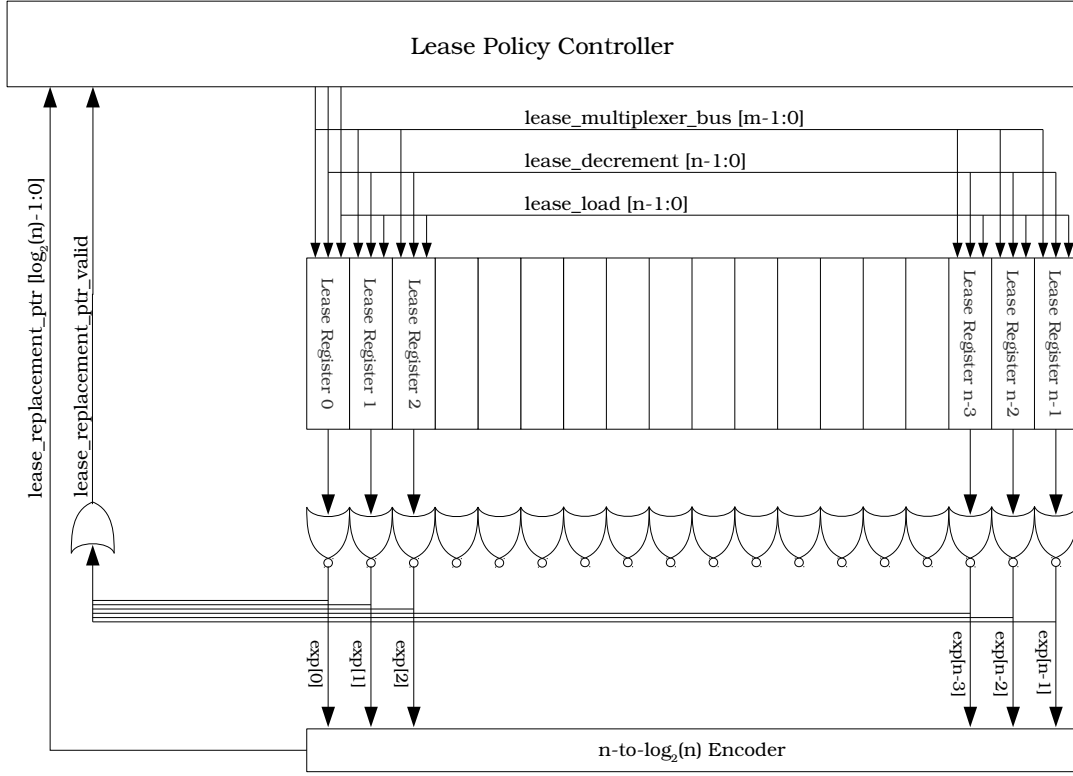 Lease Policy Controller
lease_multiplexer_bus [m-1:0]
lease_decrement [n-1:0]
lease_load [n-1:0]
lease_replacement_ptr [log₂(n)-1:0]
lease_replacement_ptr_valid
Lease Register 0
Lease Register 1
Lease Register 2
Lease Register n-3
Lease Register n-2
Lease Register n-1
exp[0]
exp[1]
exp[2]
exp[n-3]
exp[n-2]
exp[n-1]
n-to-log₂(n) Encoder